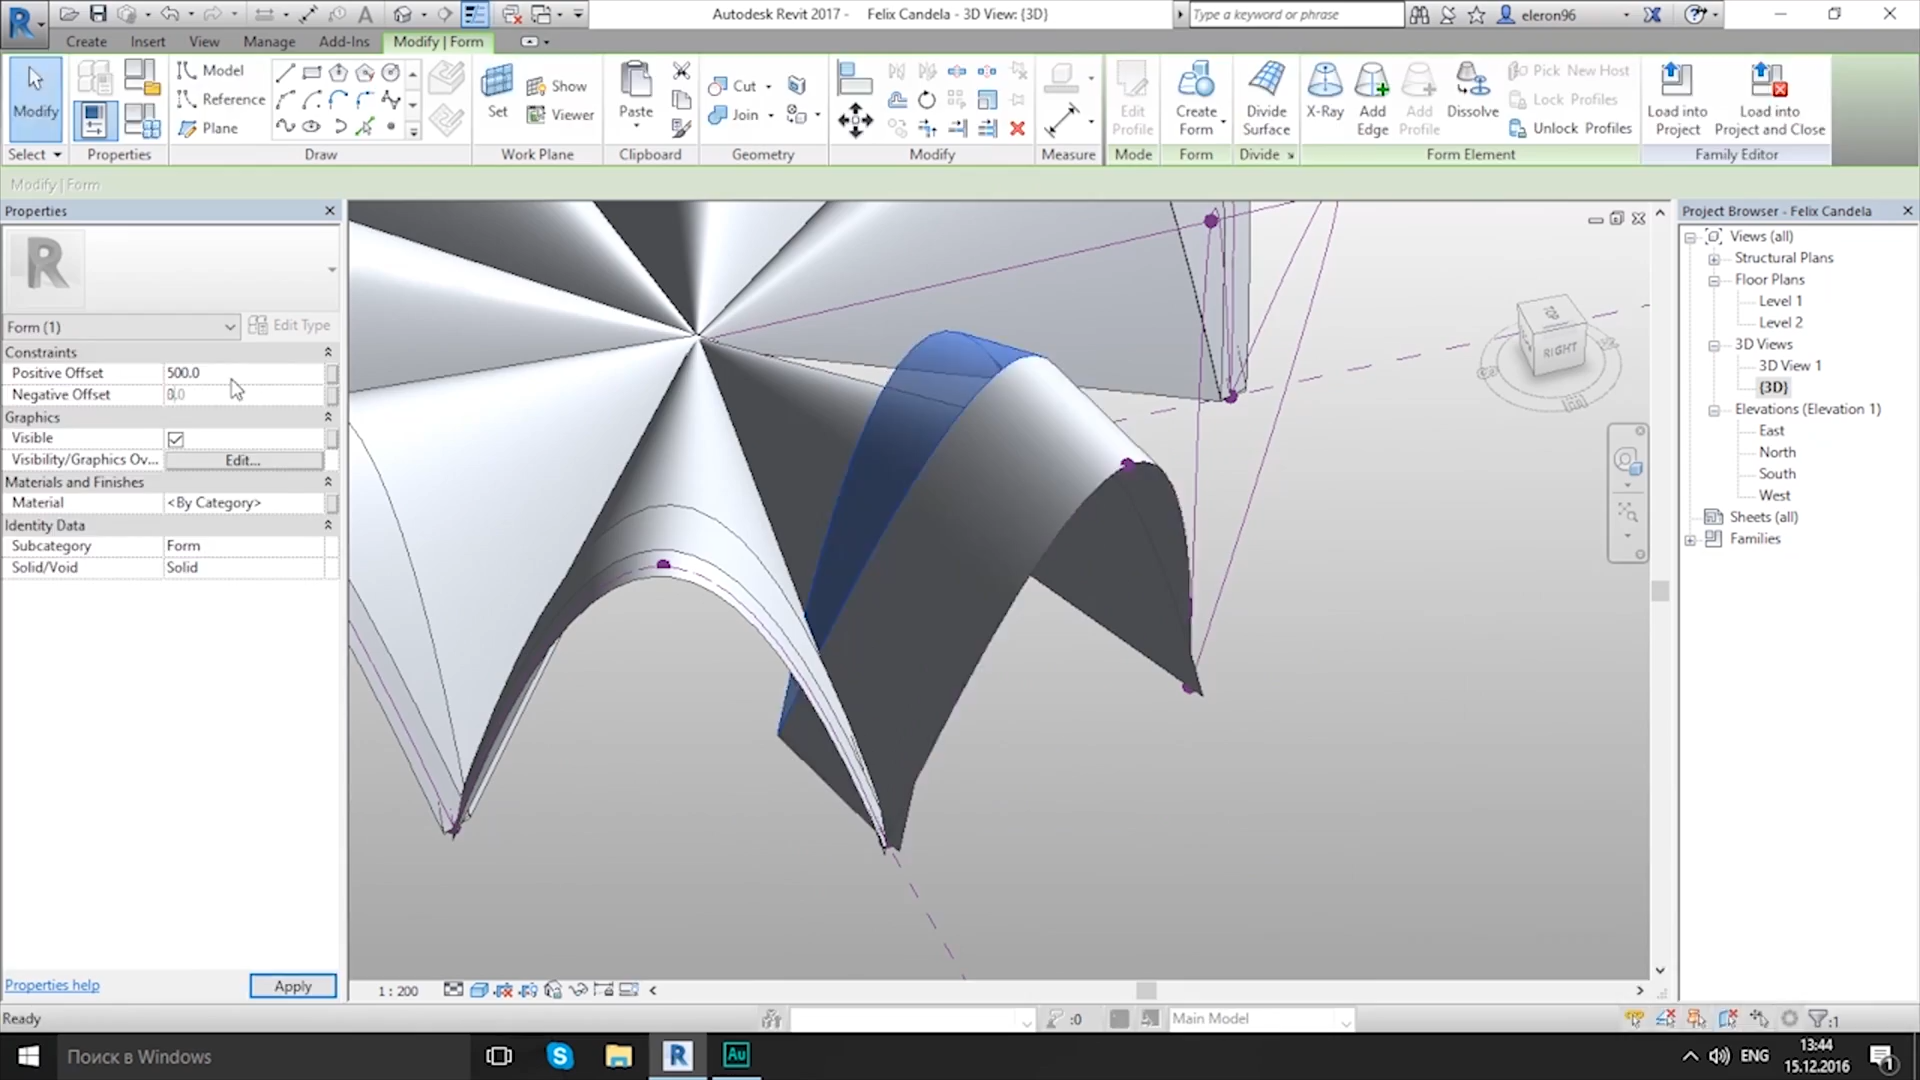 Autodesk Revit 2017 - Felix Candela - 3D View: {3D}
Type a keyword or phrase
eleron96
Create Insert View Manage Add-Ins Modify | Form
Modify
Model
Reference
Plane
Set
Show
Viewer
Paste
Cut
Join
Edit Profile
Create Form
Divide Surface
X-Ray
Add Edge
Add Profile
Dissolve
Pick New Host
Lock Profiles
Unlock Profiles
Load into Project
Load into Project and Close
Select Properties Draw Work Plane Clipboard Geometry Modify Measure Mode Form Divide Form Element Family Editor
Modify | Form
Properties
R
Form (1)
Edit Type
Constraints
Positive Offset 500.0
Negative Offset
Graphics
Visible
Visibility/Graphics Ov... Edit...
Materials and Finishes
Material <By Category>
Identity Data
Subcategory Form
Solid/Void Solid
Properties help
Apply
RIGHT
Project Browser - Felix Candela
Views (all)
Structural Plans
Floor Plans
Level 1
Level 2
3D Views
3D View 1
{3D}
Elevations (Elevation 1)
East
North
South
West
Sheets (all)
Families
1 : 200
Ready
:0
Main Model
:1
Поиск в Windows
S
R
Au
ENG
13:44
15.12.2016
1